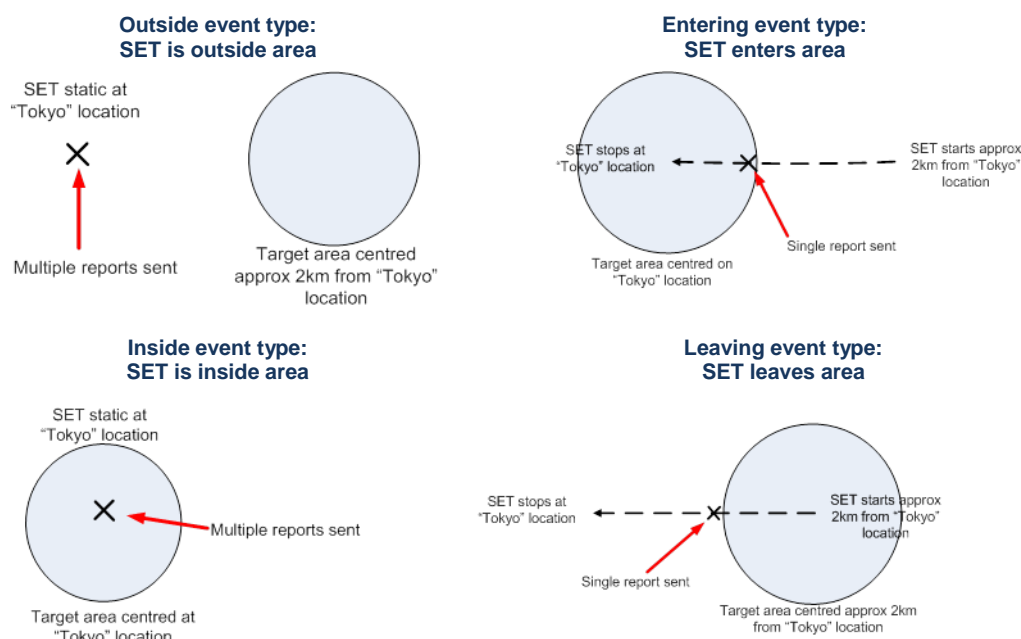 Outside event type:
SET is outside area
SET static at
“Tokyo” location
Multiple reports sent
Target area centred
approx 2km from “Tokyo”
location
Entering event type:
SET enters area
SET stops at
“Tokyo” location
SET starts approx
2km from “Tokyo”
location
Single report sent
Target area centred on
“Tokyo” location
Inside event type:
SET is inside area
SET static at
“Tokyo” location
Multiple reports sent
Target area centred at
“Tokyo” location
Leaving event type:
SET leaves area
SET stops at
“Tokyo” location
SET starts approx
2km from “Tokyo”
location
Single report sent
Target area centred approx 2km
from “Tokyo” location